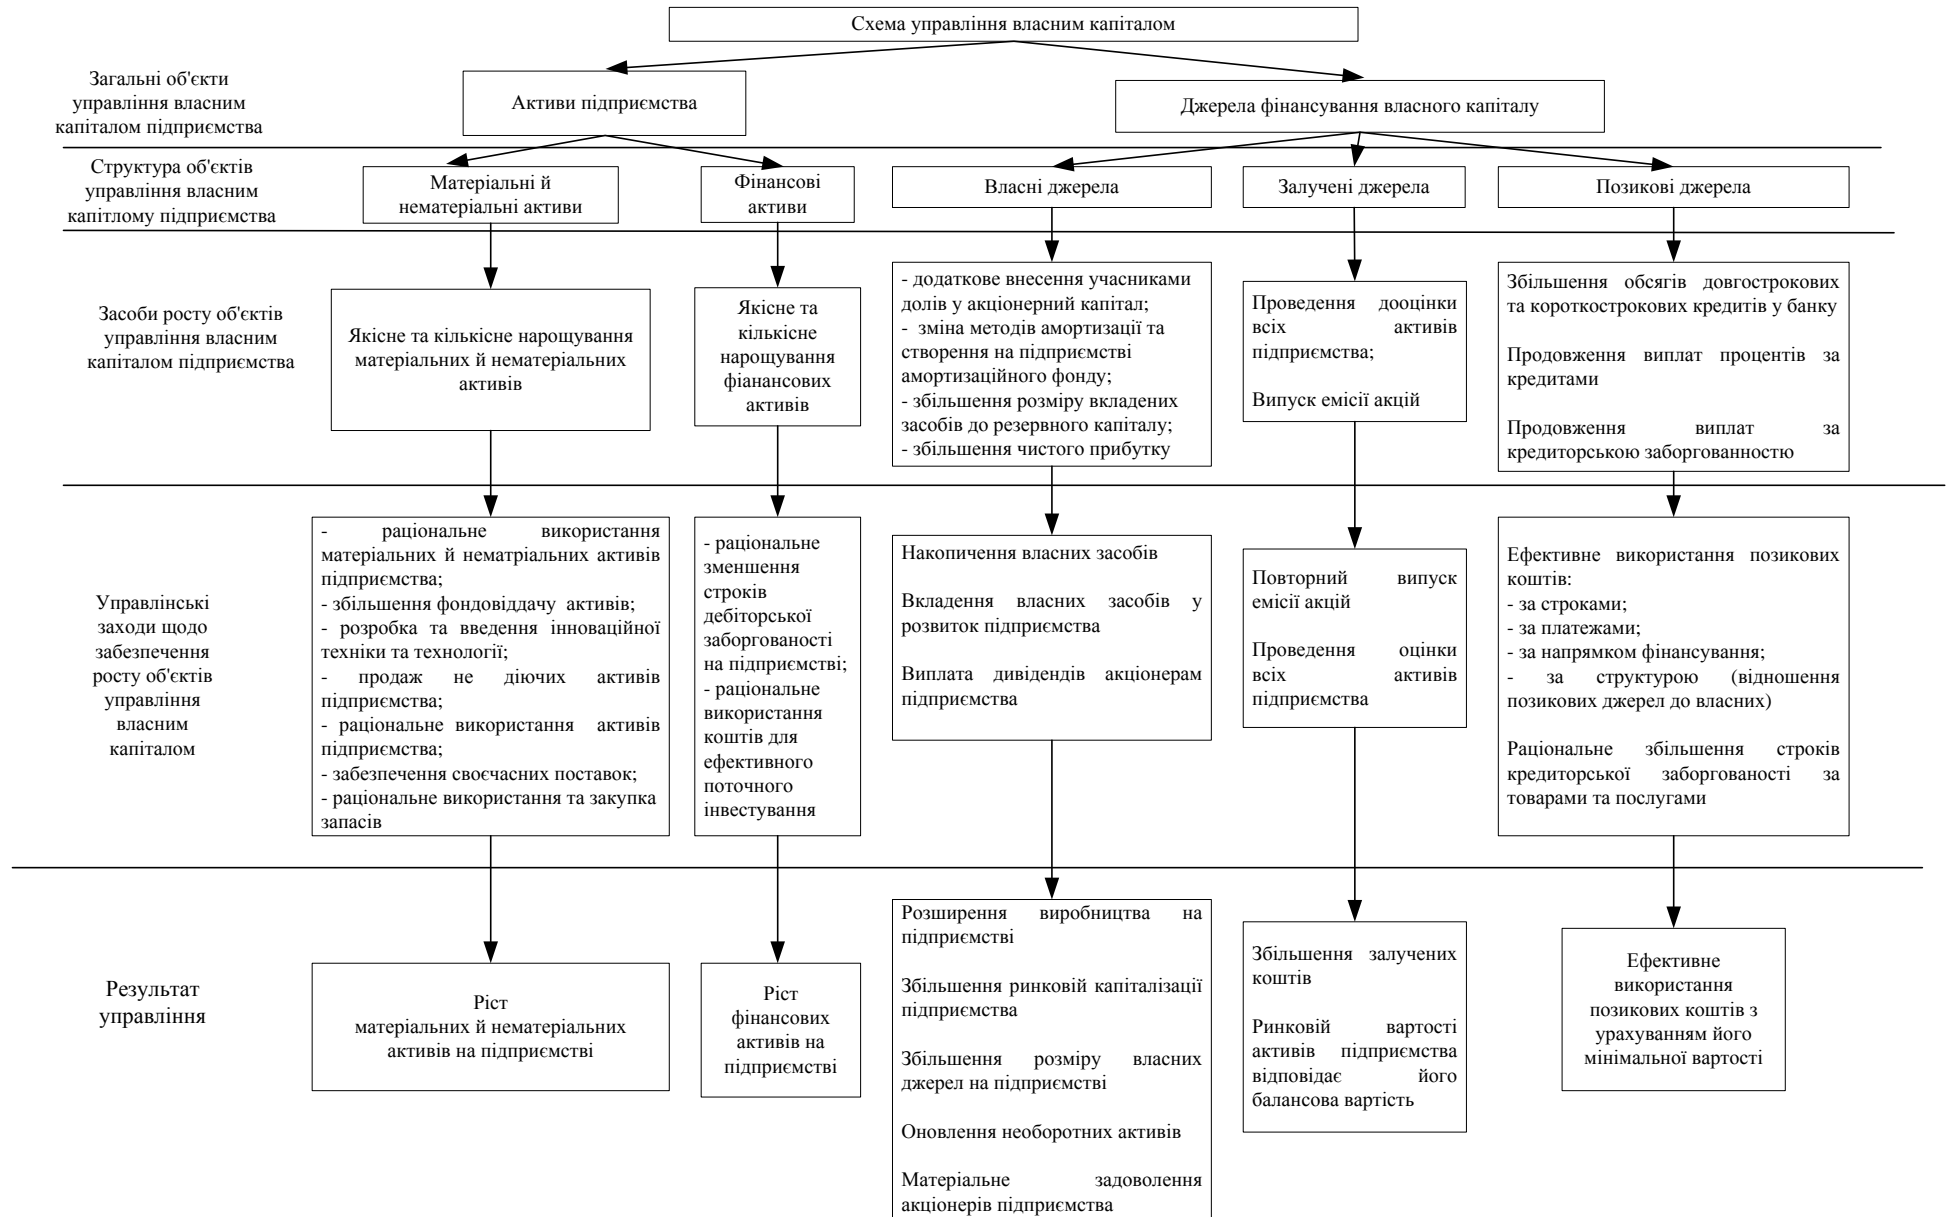 Схема управління власним капіталом
Загальні об'єкти
управління власним
капіталом підприємства
Активи підприємства
Джерела фінансування власного капіталу
Структура об'єктів
управління власним
капітлому підприємства
Матеріальні й
нематеріальні активи
Фінансові
активи
Власні джерела
Залучені джерела
Позикові джерела
Засоби росту об'єктів
управління власним
капіталом підприємства
Якісне та кількісне нарощування
матеріальних й нематеріальних
активів
Якісне та
кількісне
нарощування
фіанансових
активів
- додаткове внесення учасниками
долів у акціонерний капітал;
- зміна методів амортизації та
створення на підприємстві
амортизаційного фонду;
- збільшення розміру вкладених
засобів до резервного капіталу;
- збільшення чистого прибутку
Проведення дооцінки
всіх активів
підприємства;
Випуск емісії акцій
Збільшення обсягів довгострокових
та короткострокових кредитів у банку
Продовження виплат процентів за
кредитами
Продовження виплат за
кредиторською заборгованностю
Управлінські
заходи щодо
забезпечення
росту об'єктів
управління
власним
капіталом
- раціональне використання
матеріальних й нематріальних активів
підприємства;
- збільшення фондовіддачу активів;
- розробка та введення інноваційної
техніки та технології;
- продаж не діючих активів
підприємства;
- раціональне використання активів
підприємства;
- забезпечення своєчасних поставок;
- раціональне використання та закупка
запасів
- раціональне
зменшення
строків
дебіторської
заборгованості
на підприємстві;
- раціональне
використання
коштів для
ефективного
поточного
інвестування
Накопичення власних засобів
Вкладення власних засобів у
розвиток підприємства
Виплата дивідендів акціонерам
підприємства
Повторний випуск
емісії акцій
Проведення оцінки
всіх активів
підприємства
Ефективне використання позикових
коштів:
- за строками;
- за платежами;
- за напрямком фінансування;
- за структурою (відношення
позикових джерел до власних)
Раціональне збільшення строків
кредиторської заборгованості за
товарами та послугами
Результат
управління
Ріст
матеріальних й нематеріальних
активів на підприємстві
Ріст
фінансових
активів на
підприємстві
Розширення виробництва на
підприємстві
Збільшення ринковій капіталізації
підприємства
Збільшення розміру власних
джерел на підприємстві
Оновлення необоротних активів
Матеріальне задоволення
акціонерів підприємства
Збільшення залучених
коштів
Ринковій вартості
активів підприємства
відповідає його
балансова вартість
Ефективне
використання
позикових коштів з
урахуванням його
мінімальної вартості